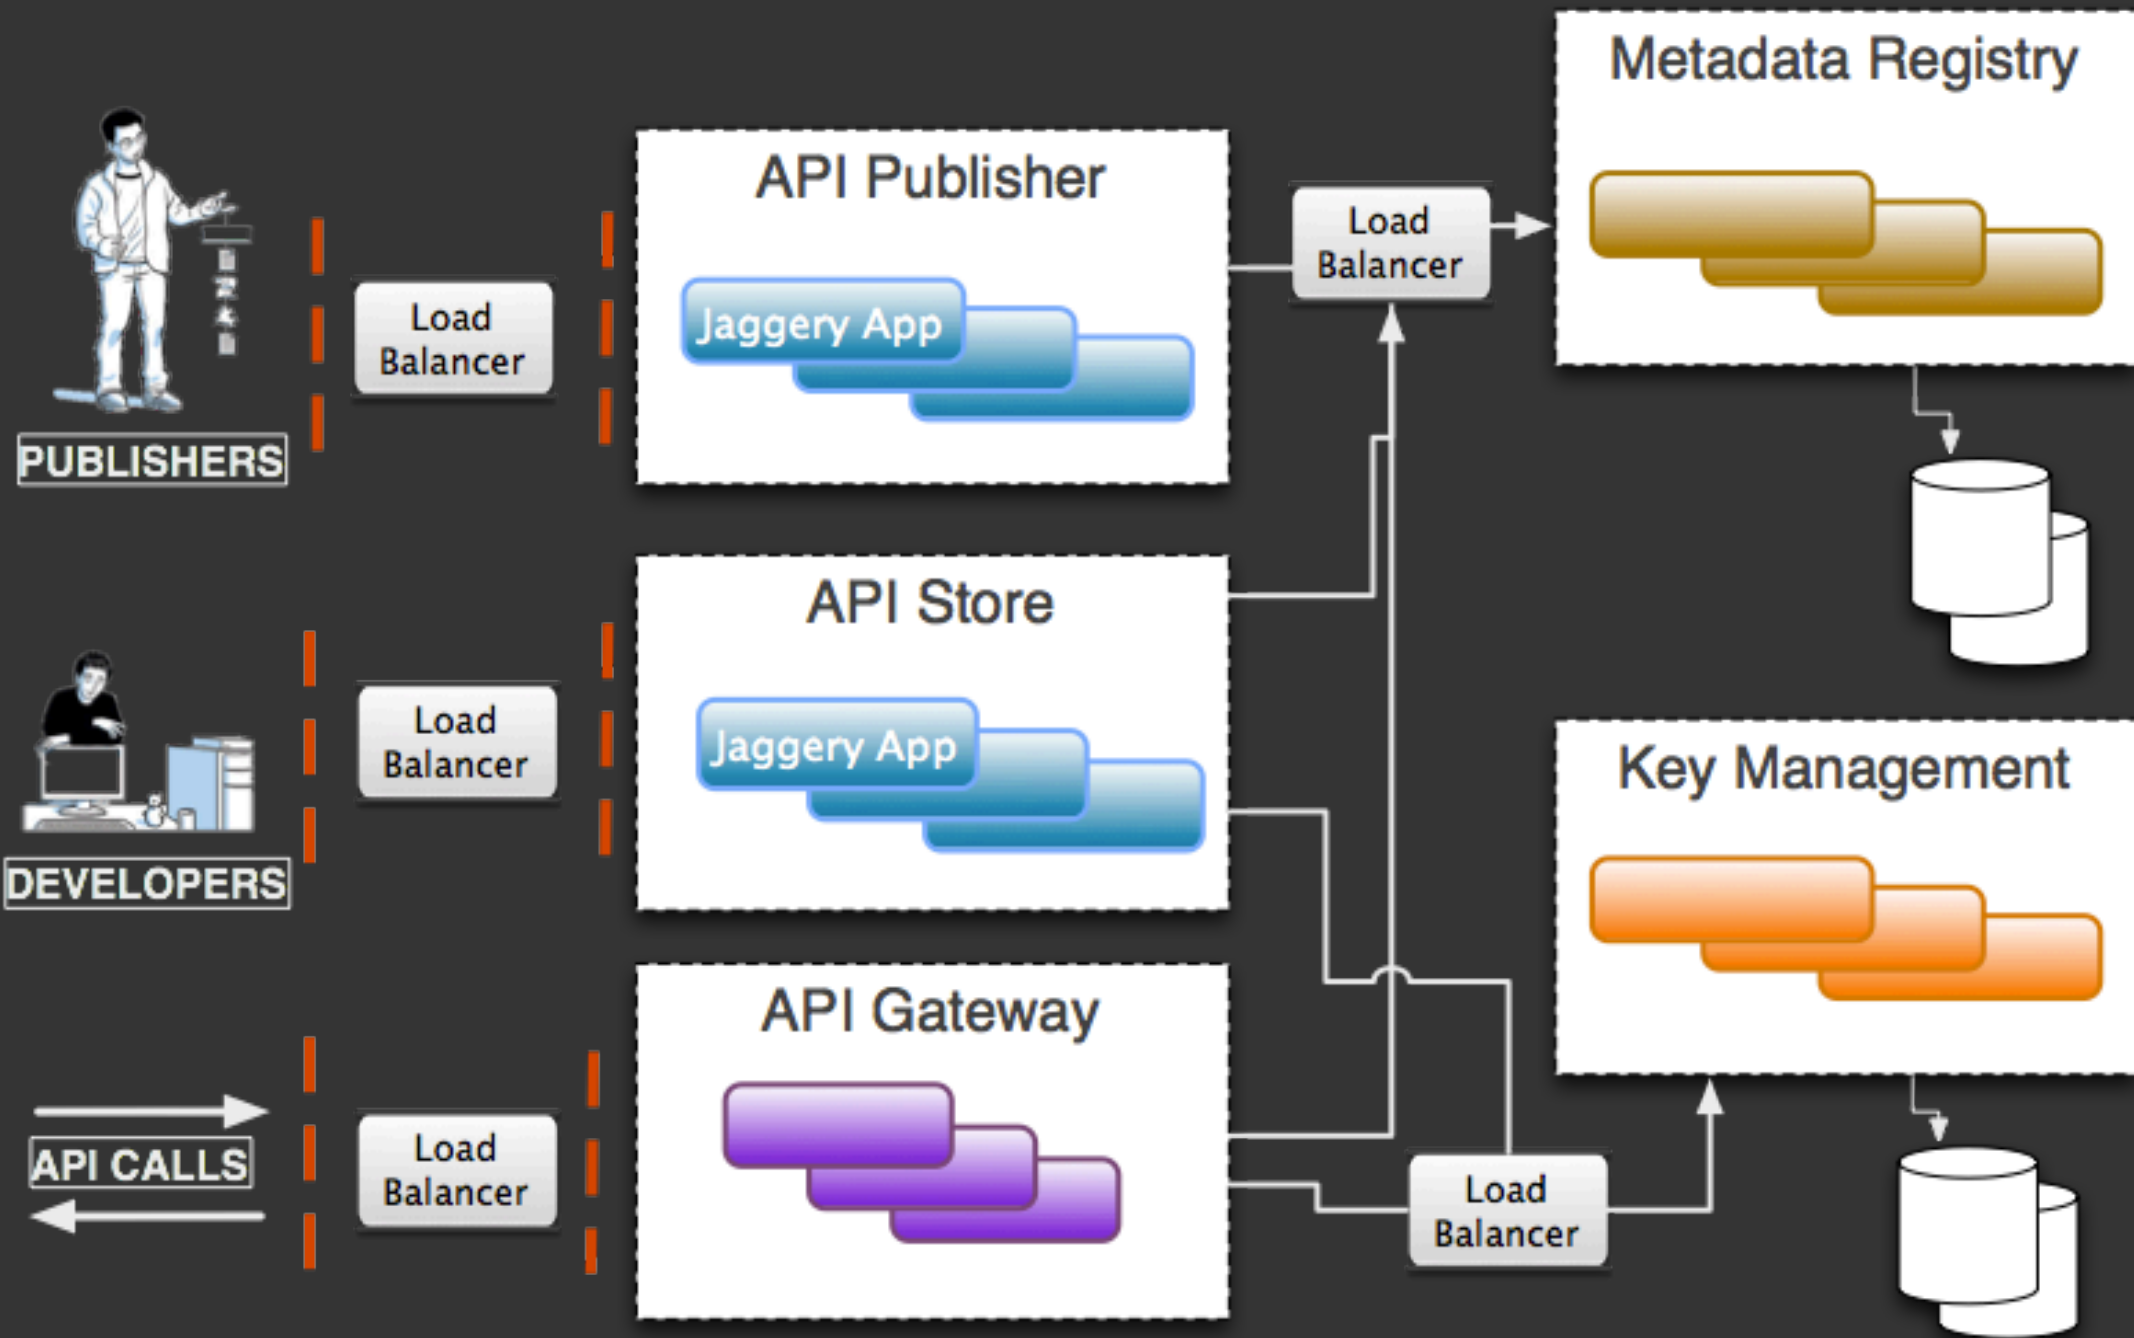 Metadata Registry
API Publisher
Load
Balancer
Load
Balancer
Jaggery App
PUBLISHERS
API Store
Load
Balancer
Jaggery App
Key Management
DEVELOPERS
API Gateway
Load
Balancer
API CALLS
Load
Balancer